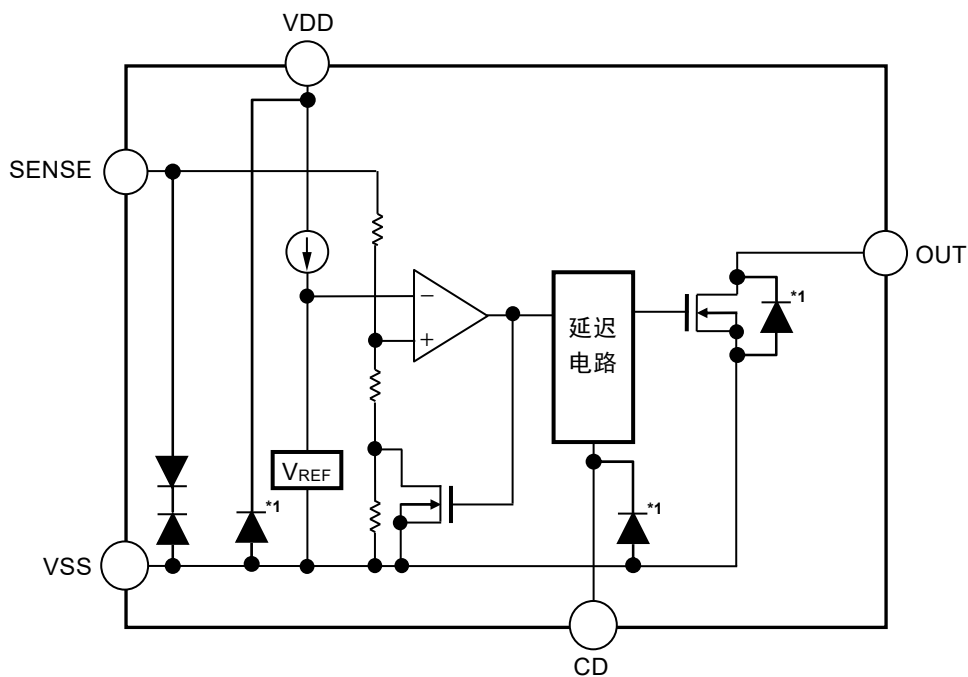 VDD
SENSE
OUT
*1
延迟
电路
VREF
*1
*1
VSS
CD
−
+